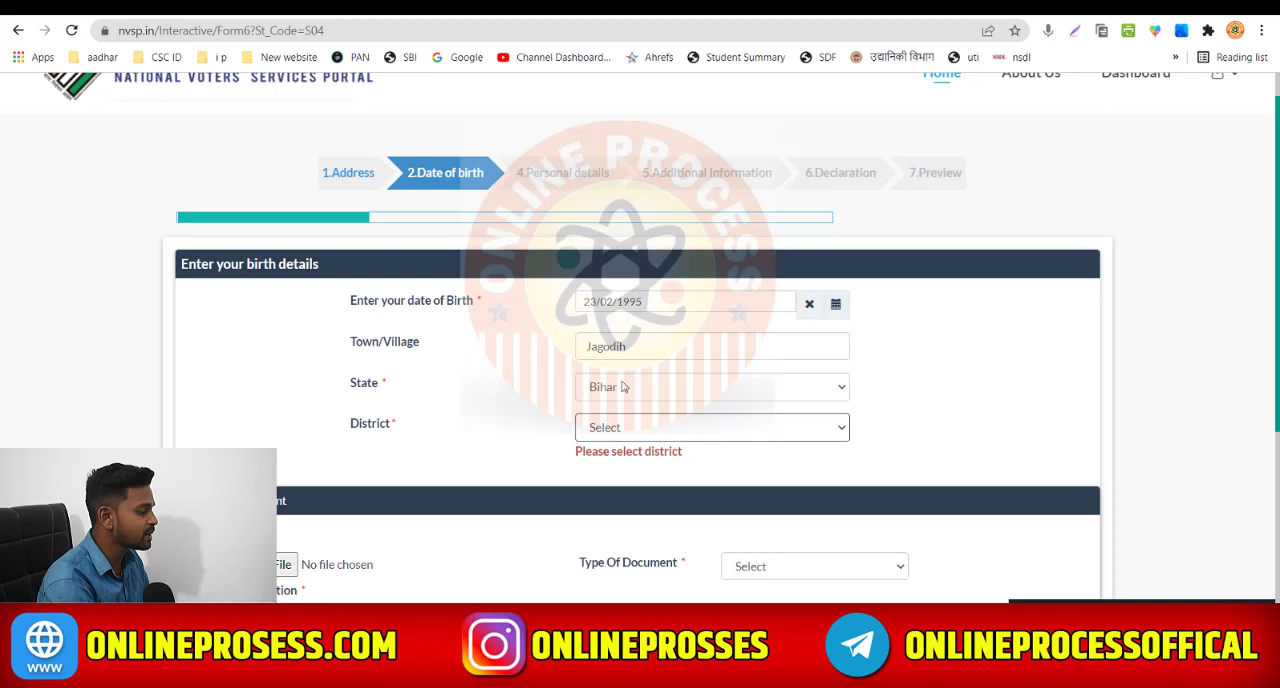 nvsp.in/Interactive/Form6?St_Code=S04
Apps aadhar CSC ID i p New website PAN SBI Google Channel Dashboard... Ahrefs Student Summary SDF उद्यानिकी विभाग uti nsdl » Reading list
NATIONAL VOTERS SERVICES PORTAL Home About Us Dashboard
ONLINE PROCESS
1.Address 2.Date of birth 4.Personal details 5.Additional Information 6.Declaration 7.Preview
Enter your birth details
Enter your date of Birth * 23/02/1995
Town/Village Jagodih
State * Bihar
District * Select
Please select district
nt
File No file chosen Type Of Document * Select
tion *
www ONLINEPROSESS.COM ONLINEPROSSES ONLINEPROCESSOFFICAL